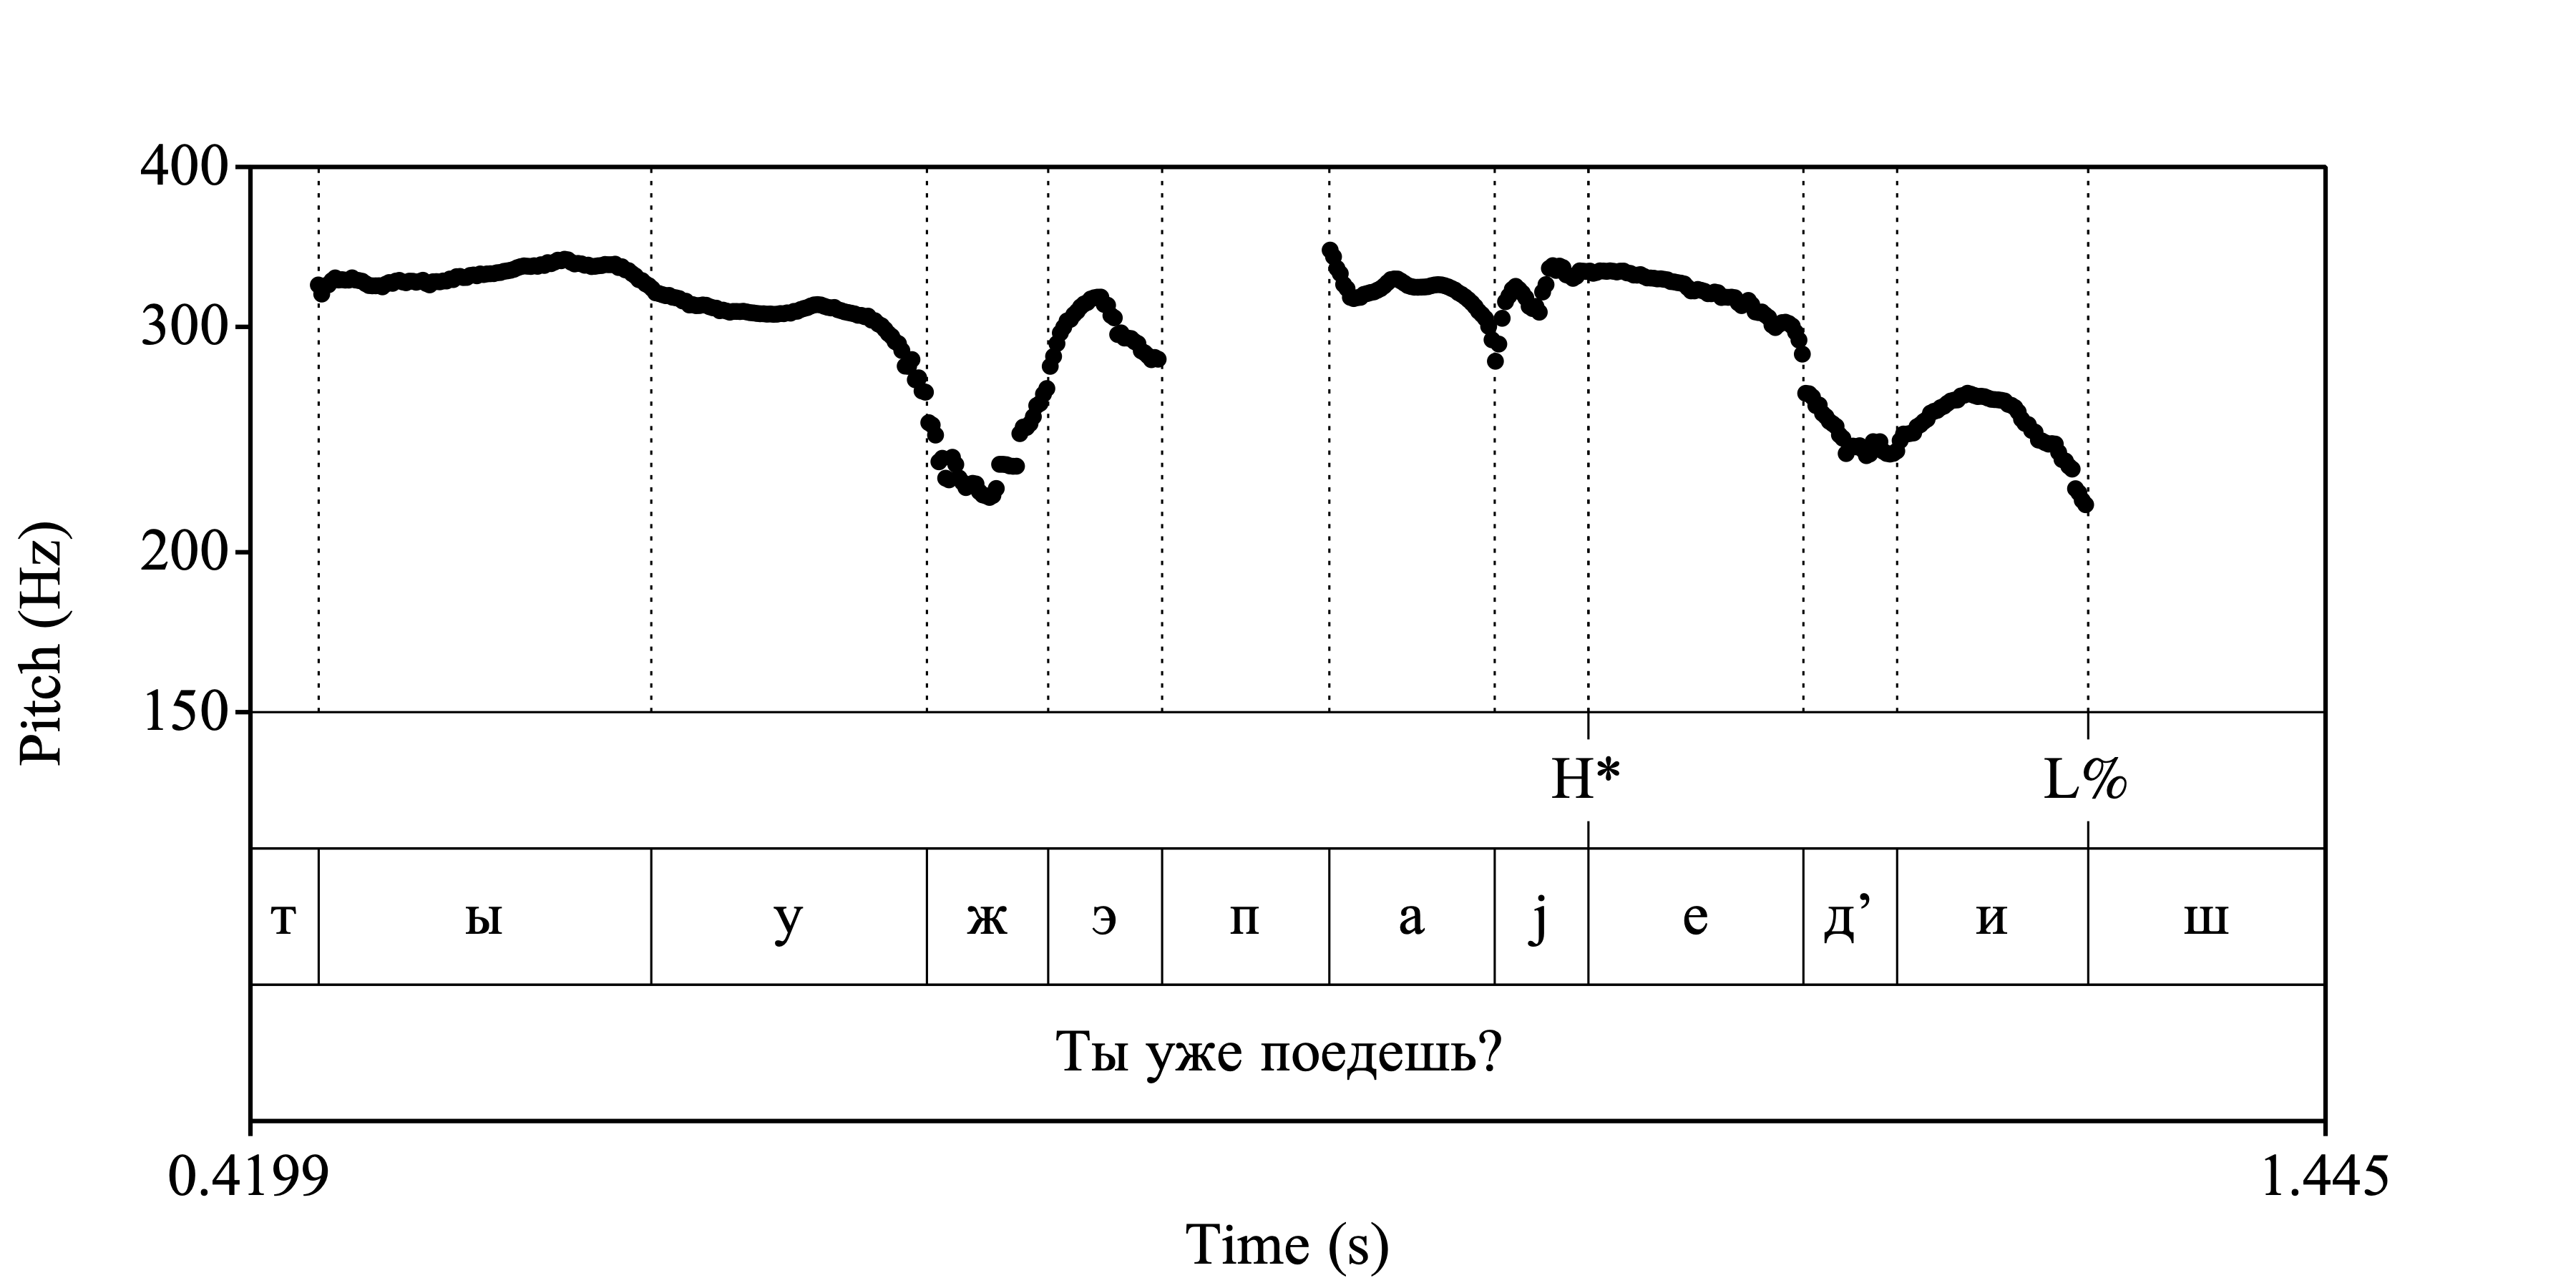 400
300
200
150
Pitch (Hz)
H* L%
т ы у ж э п а j е д’ и ш
Ты уже поедешь?
0.4199 1.445
Time (s)